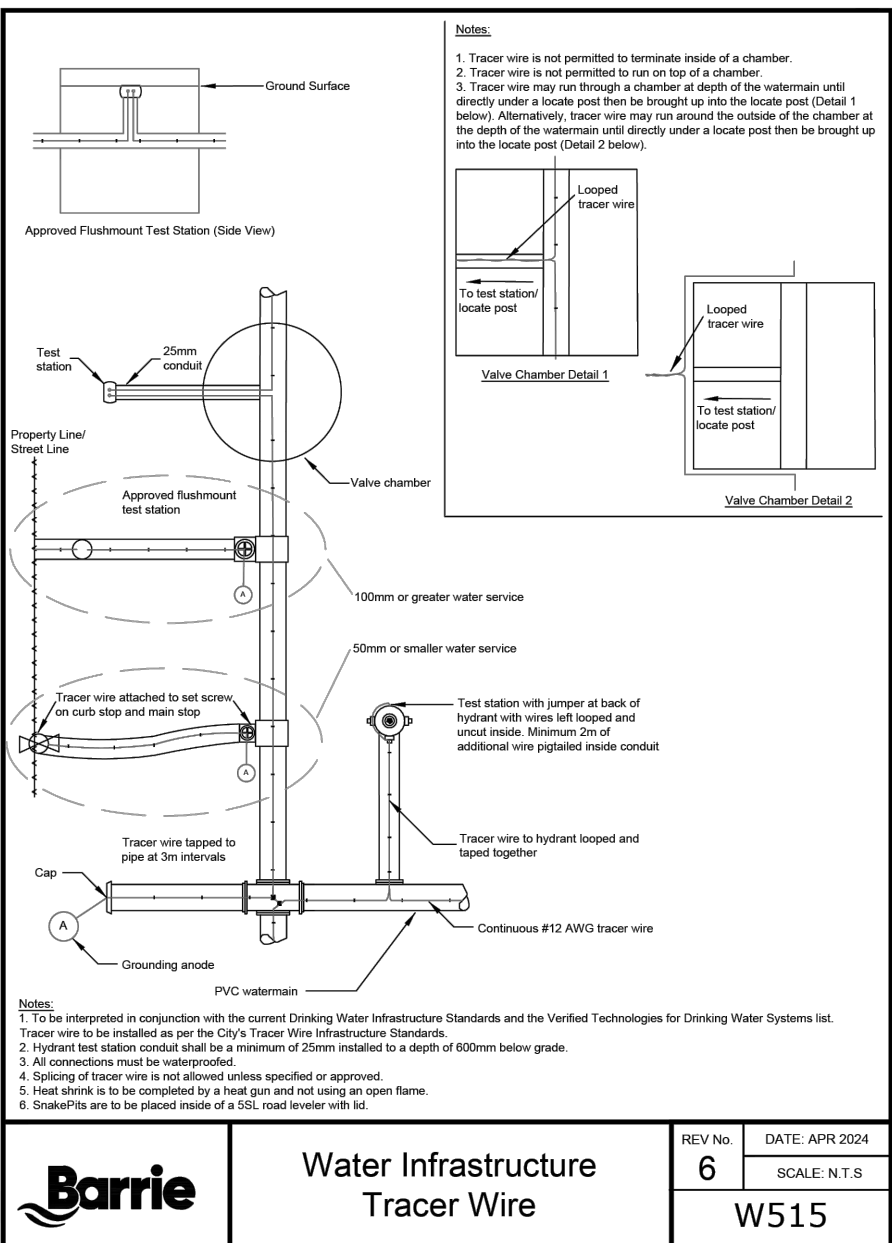 Ground Surface
Approved Flushmount Test Station (Side View)
Notes:
1. Tracer wire is not permitted to terminate inside of a chamber.
2. Tracer wire is not permitted to run on top of a chamber.
3. Tracer wire may run through a chamber at depth of the watermain until
directly under a locate post then be brought up into the locate post (Detail 1
below). Alternatively, tracer wire may run around the outside of the chamber at
the depth of the watermain until directly under a locate post then be brought up
into the locate post (Detail 2 below).
Looped
tracer wire
To test station/
locate post
Valve Chamber Detail 1
Looped
tracer wire
To test station/
locate post
Valve Chamber Detail 2
Test
station
25mm
conduit
Valve chamber
Property Line/
Street Line
Approved flushmount
test station
A
100mm or greater water service
50mm or smaller water service
Tracer wire attached to set screw
on curb stop and main stop
A
Test station with jumper at back of
hydrant with wires left looped and
uncut inside. Minimum 2m of
additional wire pigtailed inside conduit
Tracer wire tapped to
pipe at 3m intervals
Tracer wire to hydrant looped and
taped together
Cap
A
Continuous #12 AWG tracer wire
Grounding anode
PVC watermain
Notes:
1. To be interpreted in conjunction with the current Drinking Water Infrastructure Standards and the Verified Technologies for Drinking Water Systems list.
Tracer wire to be installed as per the City's Tracer Wire Infrastructure Standards.
2. Hydrant test station conduit shall be a minimum of 25mm installed to a depth of 600mm below grade.
3. All connections must be waterproofed.
4. Splicing of tracer wire is not allowed unless specified or approved.
5. Heat shrink is to be completed by a heat gun and not using an open flame.
6. SnakePits are to be placed inside of a 5SL road leveler with lid.
Barrie
Water Infrastructure
Tracer Wire
REV No.
6
DATE: APR 2024
SCALE: N.T.S
W515